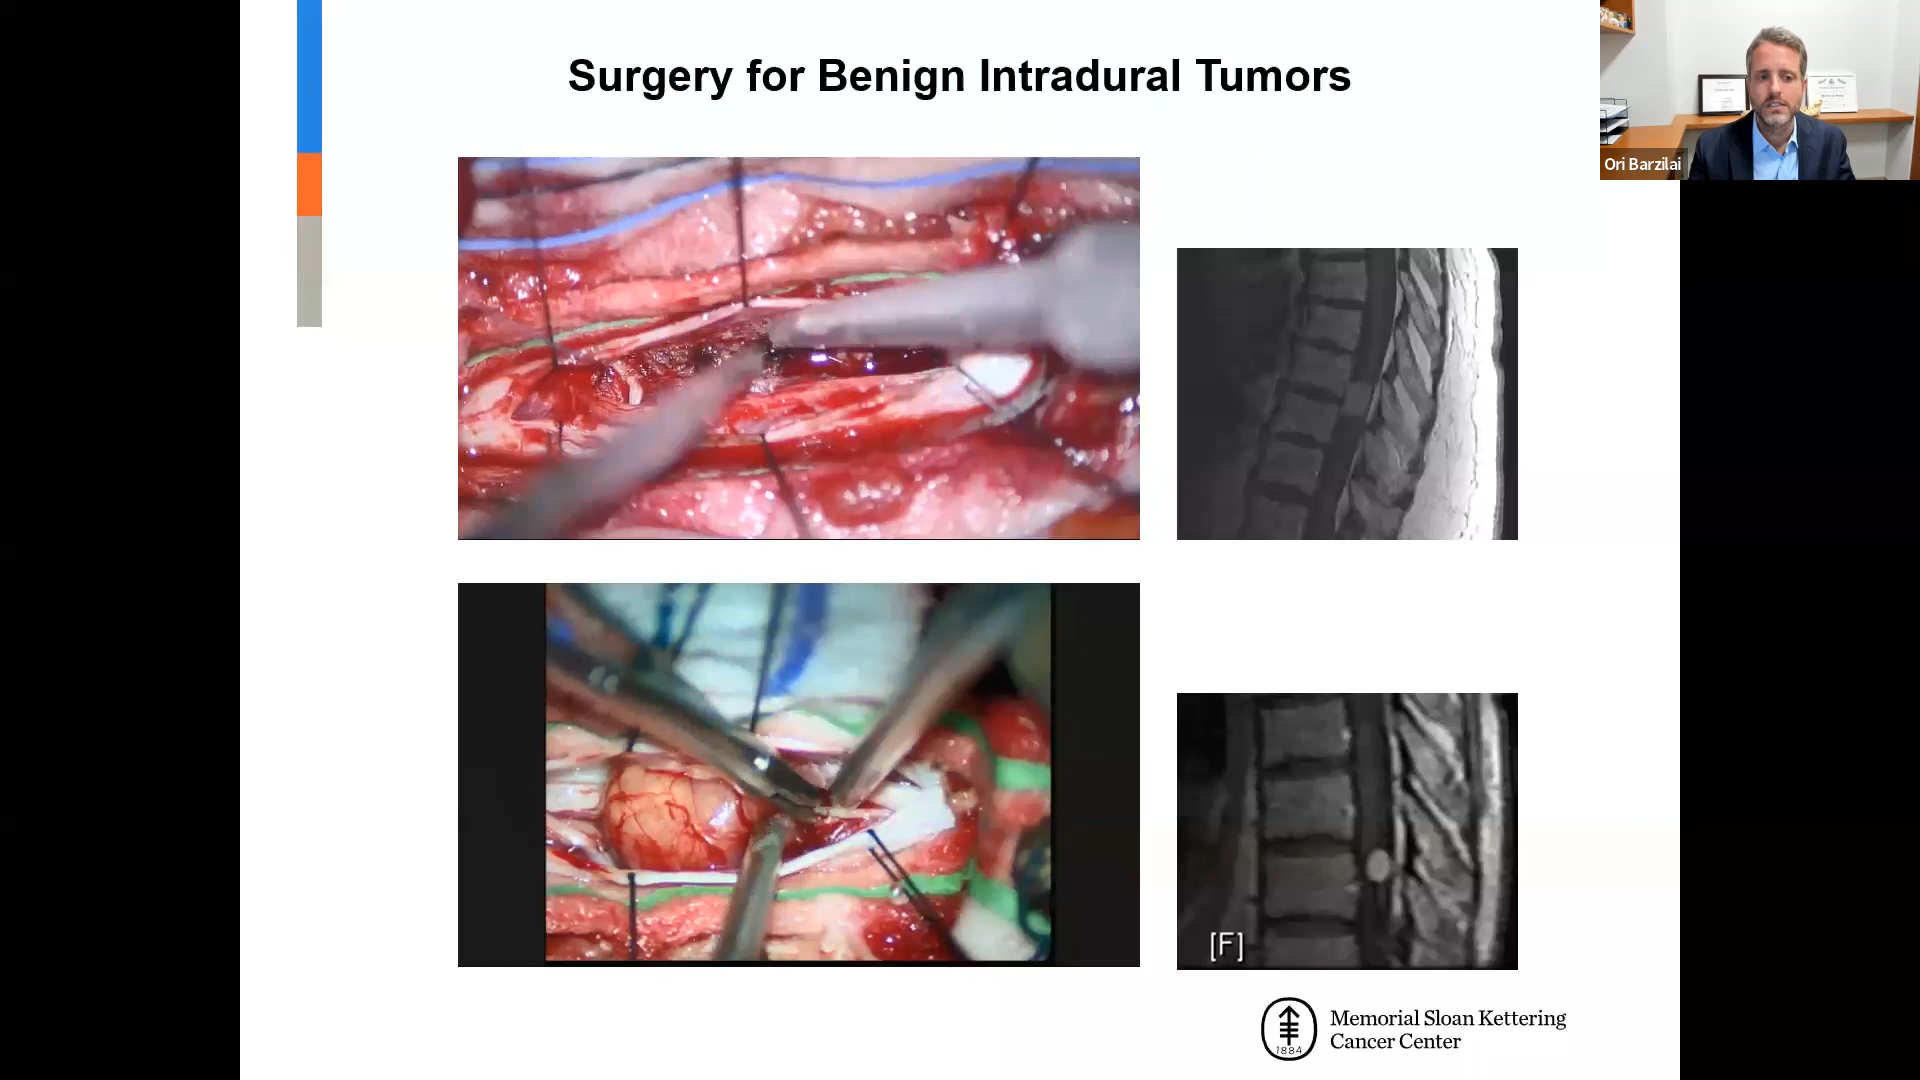 Surgery for Benign Intradural Tumors
Ori Barzilai
[F]
1884
Memorial Sloan Kettering
Cancer Center